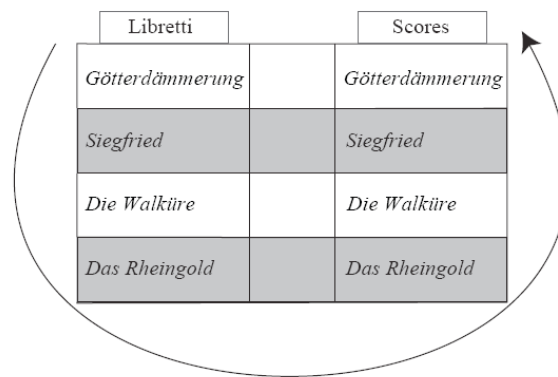 Libretti Scores
Götterdämmerung Götterdämmerung
Siegfried Siegfried
Die Walküre Die Walküre
Das Rheingold Das Rheingold